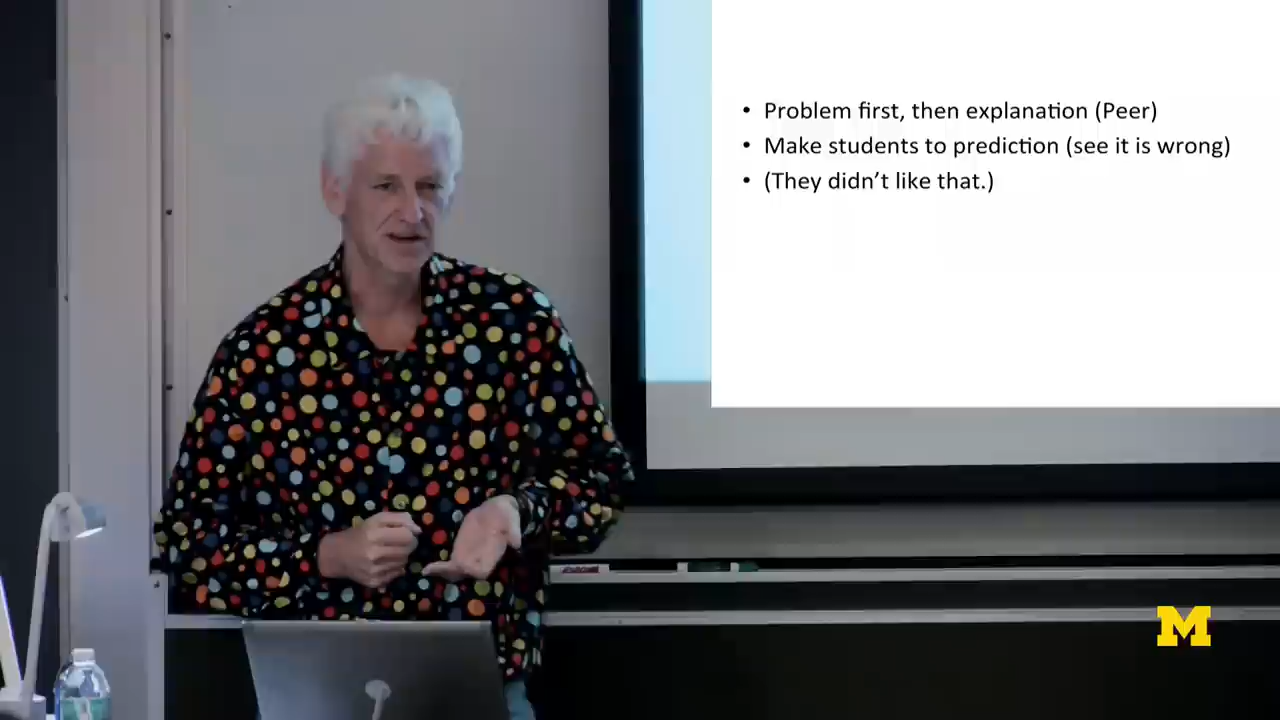 • Problem first, then explanation (Peer)
• Make students to prediction (see it is wrong)
• (They didn't like that.)
M